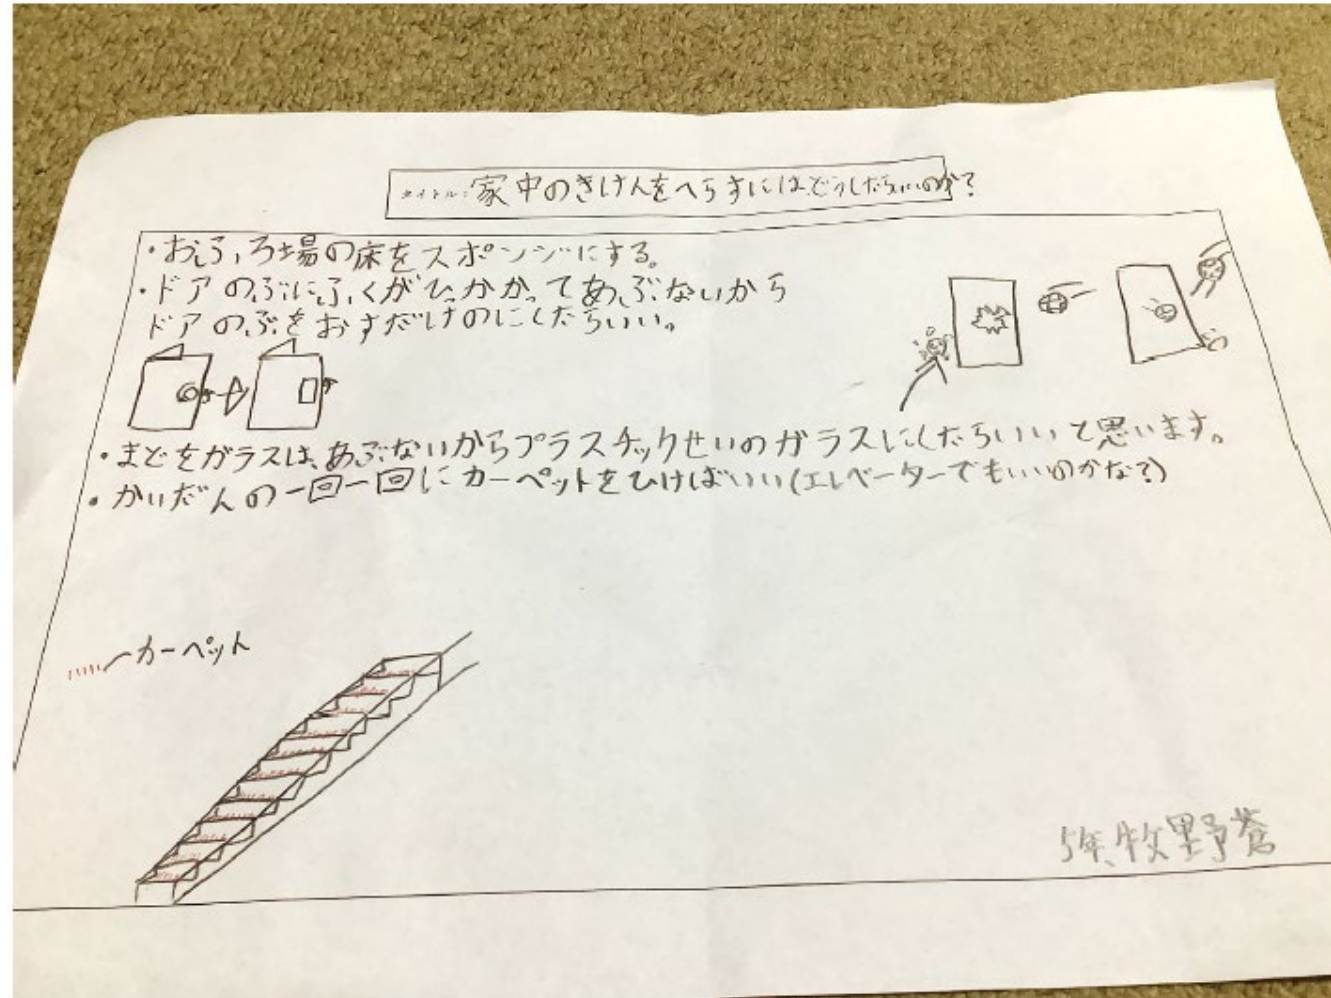 タイトル:家中のきけんをへらすにはどうしたらいいのか?
・おふろ場の床をスポンジにする。
・ドアのぶにふくがひっかかってあぶないから
ドアのぶをおすだけのにしたらいい。
・まどをガラスは、あぶないからプラスチックせいのガラスにしたらいいと思います。
・かいだんの一回一回にカーペットをひけばいい(エレベーターでもいいのかな?)
カーペット
5年、牧野蒼